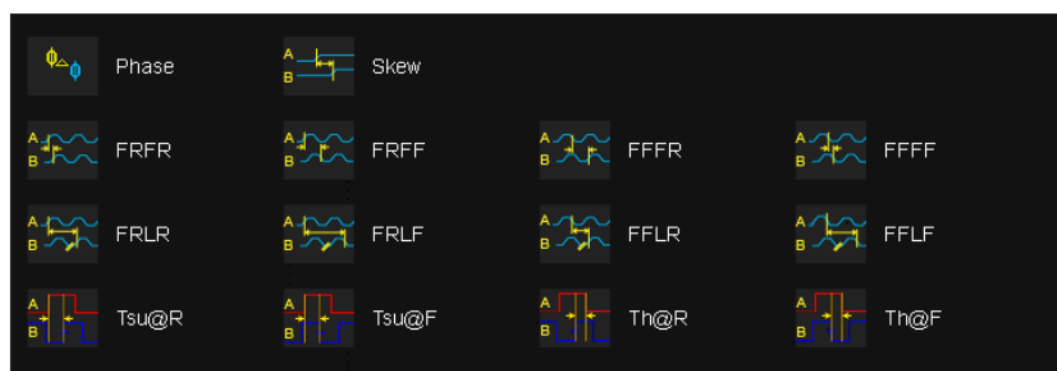 Phase A B Skew
A B FRFR A B FRFF A B FFFR A B FFFF
A B FRLR A B FRLF A B FFLR A B FFLF
A B Tsu@R A B Tsu@F A B Th@R A B Th@F